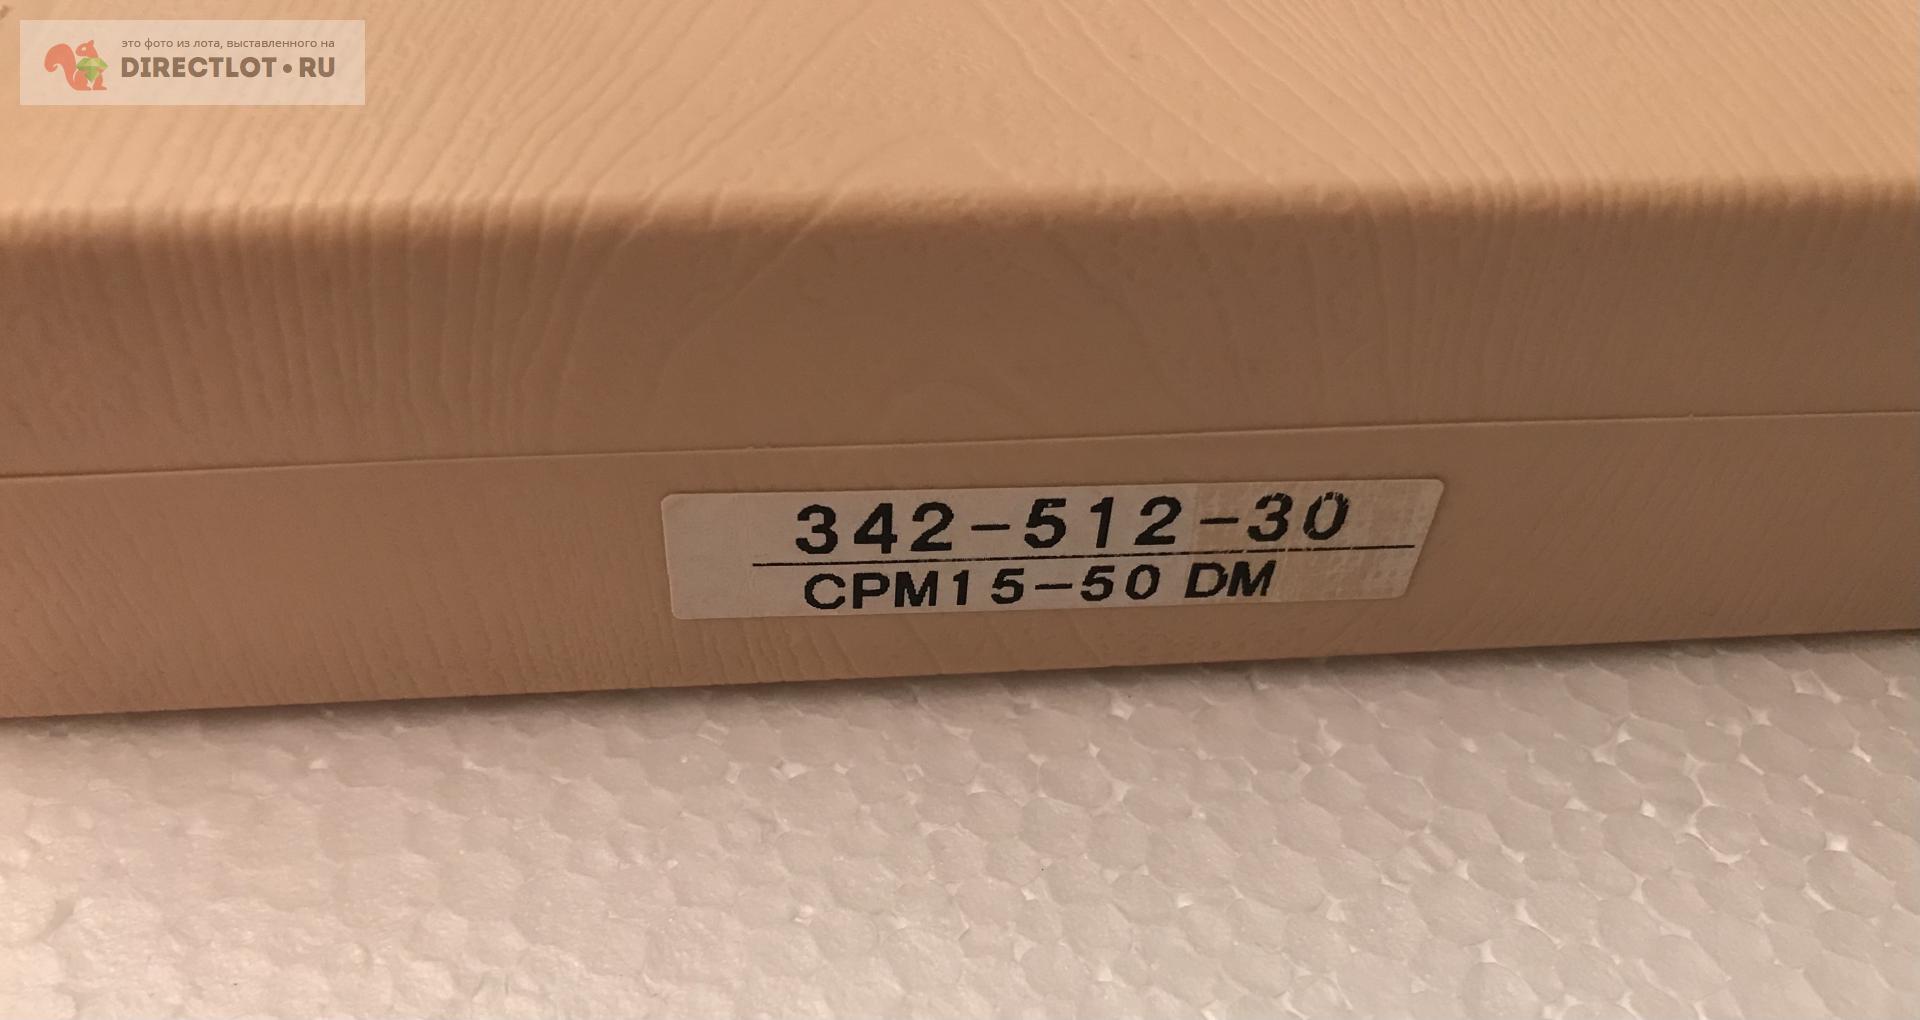 это фото из лота, выставленного на
DIRECTLOT•RU
342-512-30
CPM15-50 DM